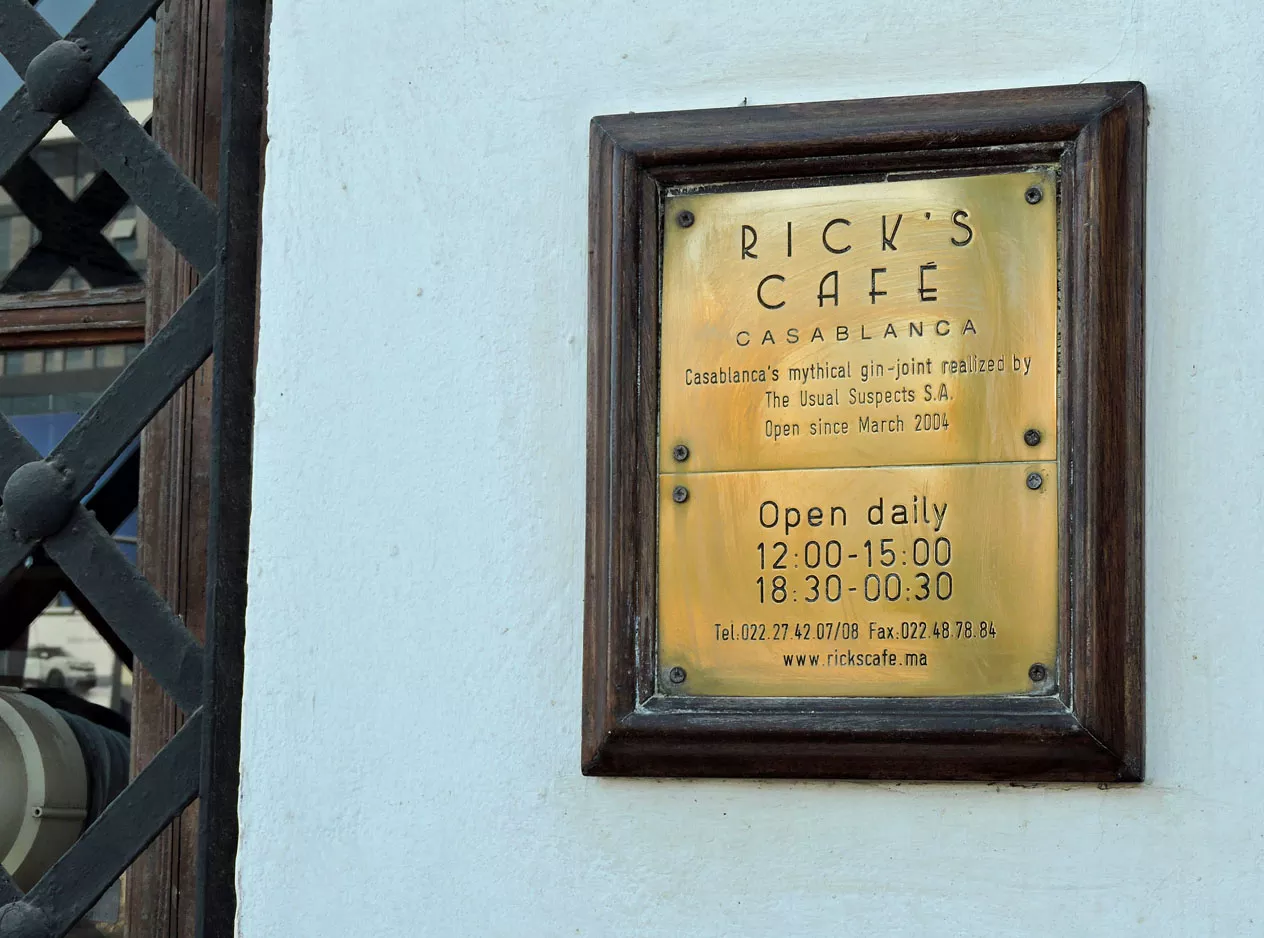 RICK'S
CAFÉ
CASABLANCA
Casablanca's mythical gin-joint realized by
The Usual Suspects S.A.
Open since March 2004
Open daily
12:00-15:00
18:30-00:30
Tel:022.27.42.07/08 Fax:022.48.78.84
www.rickscafe.ma